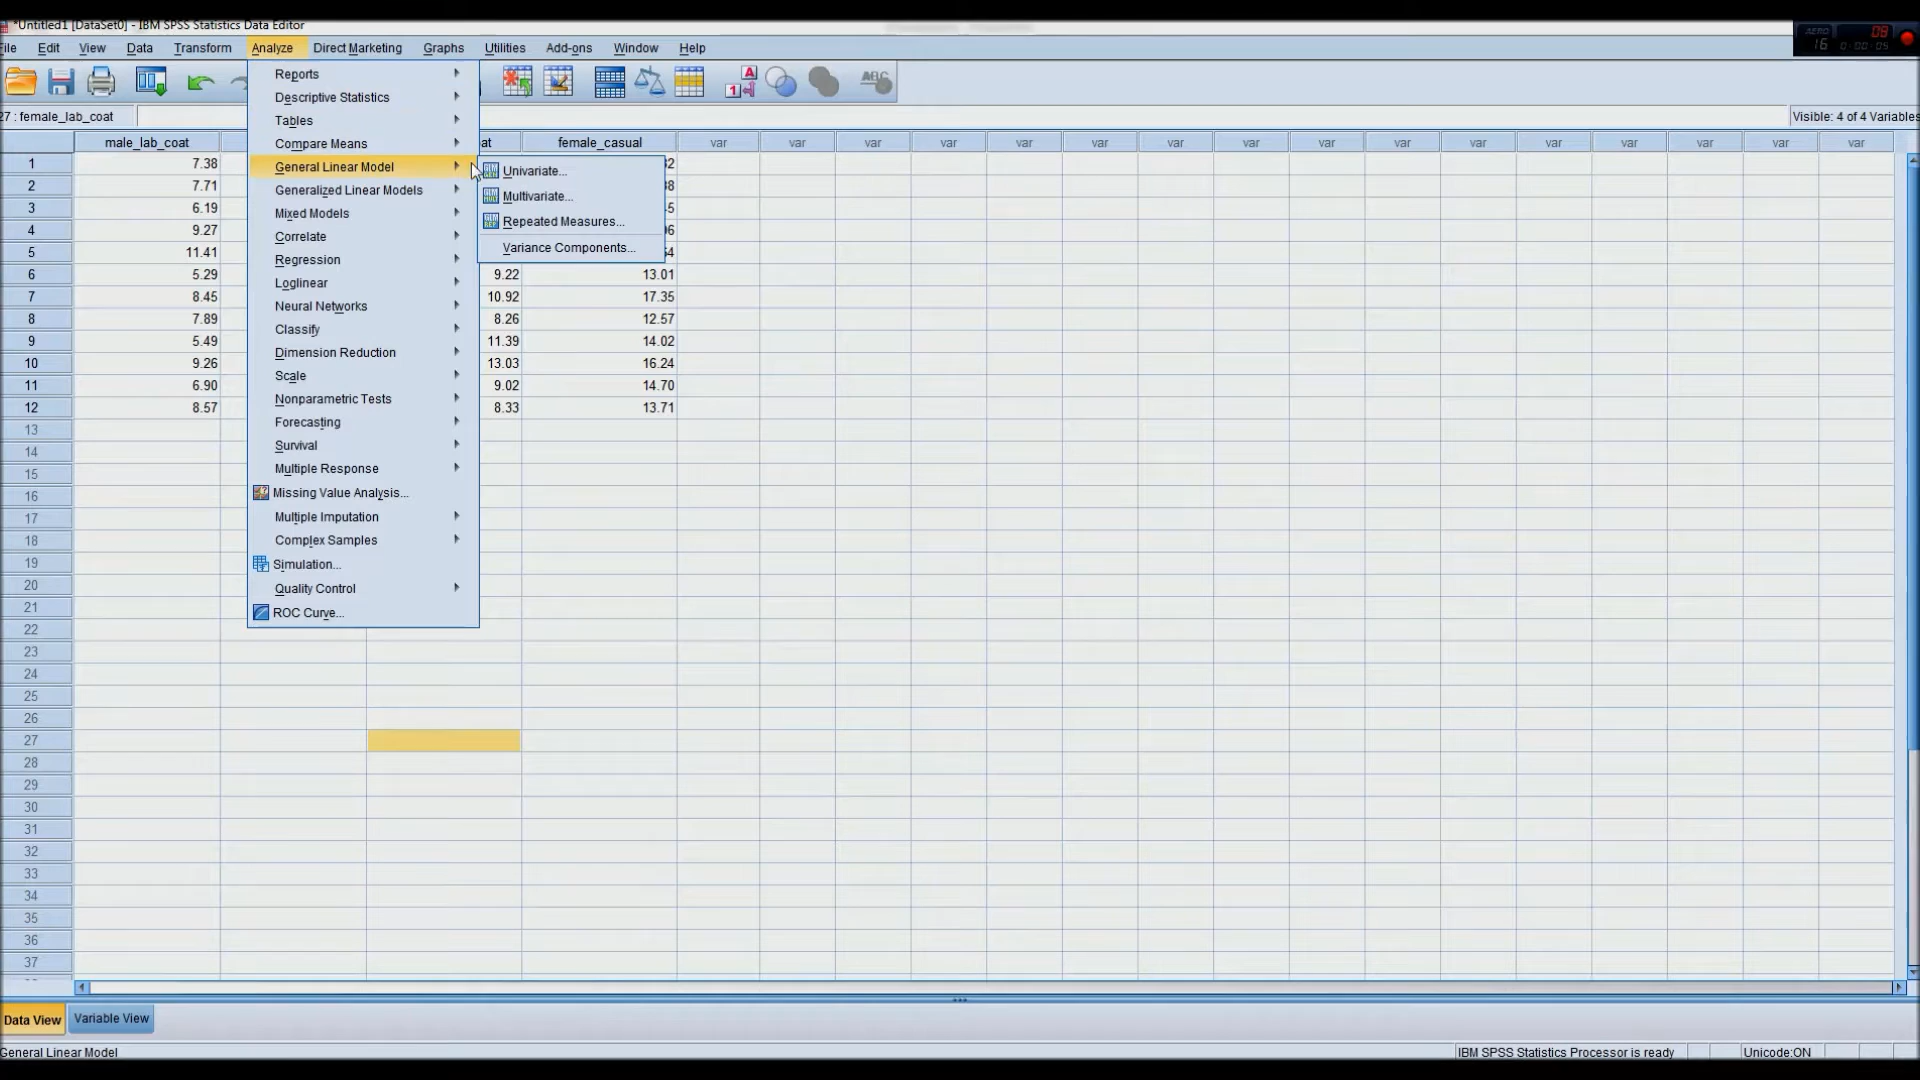 *Untitled1 [DataSet0] - IBM SPSS Statistics Data Editor
File Edit View Data Transform Analyze Direct Marketing Graphs Utilities Add-ons Window Help
27 : female_lab_coat
Visible: 4 of 4 Variables
male_lab_coat at female_casual var var var var var var var var var var var var var var var var
Reports
Descriptive Statistics
Tables
Compare Means
General Linear Model
Generalized Linear Models
Mixed Models
Correlate
Regression
Loglinear
Neural Networks
Classify
Dimension Reduction
Scale
Nonparametric Tests
Forecasting
Survival
Multiple Response
Missing Value Analysis...
Multiple Imputation
Complex Samples
Simulation...
Quality Control
ROC Curve...
Univariate...
Multivariate...
Repeated Measures...
Variance Components...
1 7.38
2 7.71
3 6.19
4 9.27
5 11.41
6 5.29 9.22 13.01
7 8.45 10.92 17.35
8 7.89 8.26 12.57
9 5.49 11.39 14.02
10 9.26 13.03 16.24
11 6.90 9.02 14.70
12 8.57 8.33 13.71
13
14
15
16
17
18
19
20
21
22
23
24
25
26
27
28
29
30
31
32
33
34
35
36
37
Data View Variable View
General Linear Model
IBM SPSS Statistics Processor is ready Unicode:ON